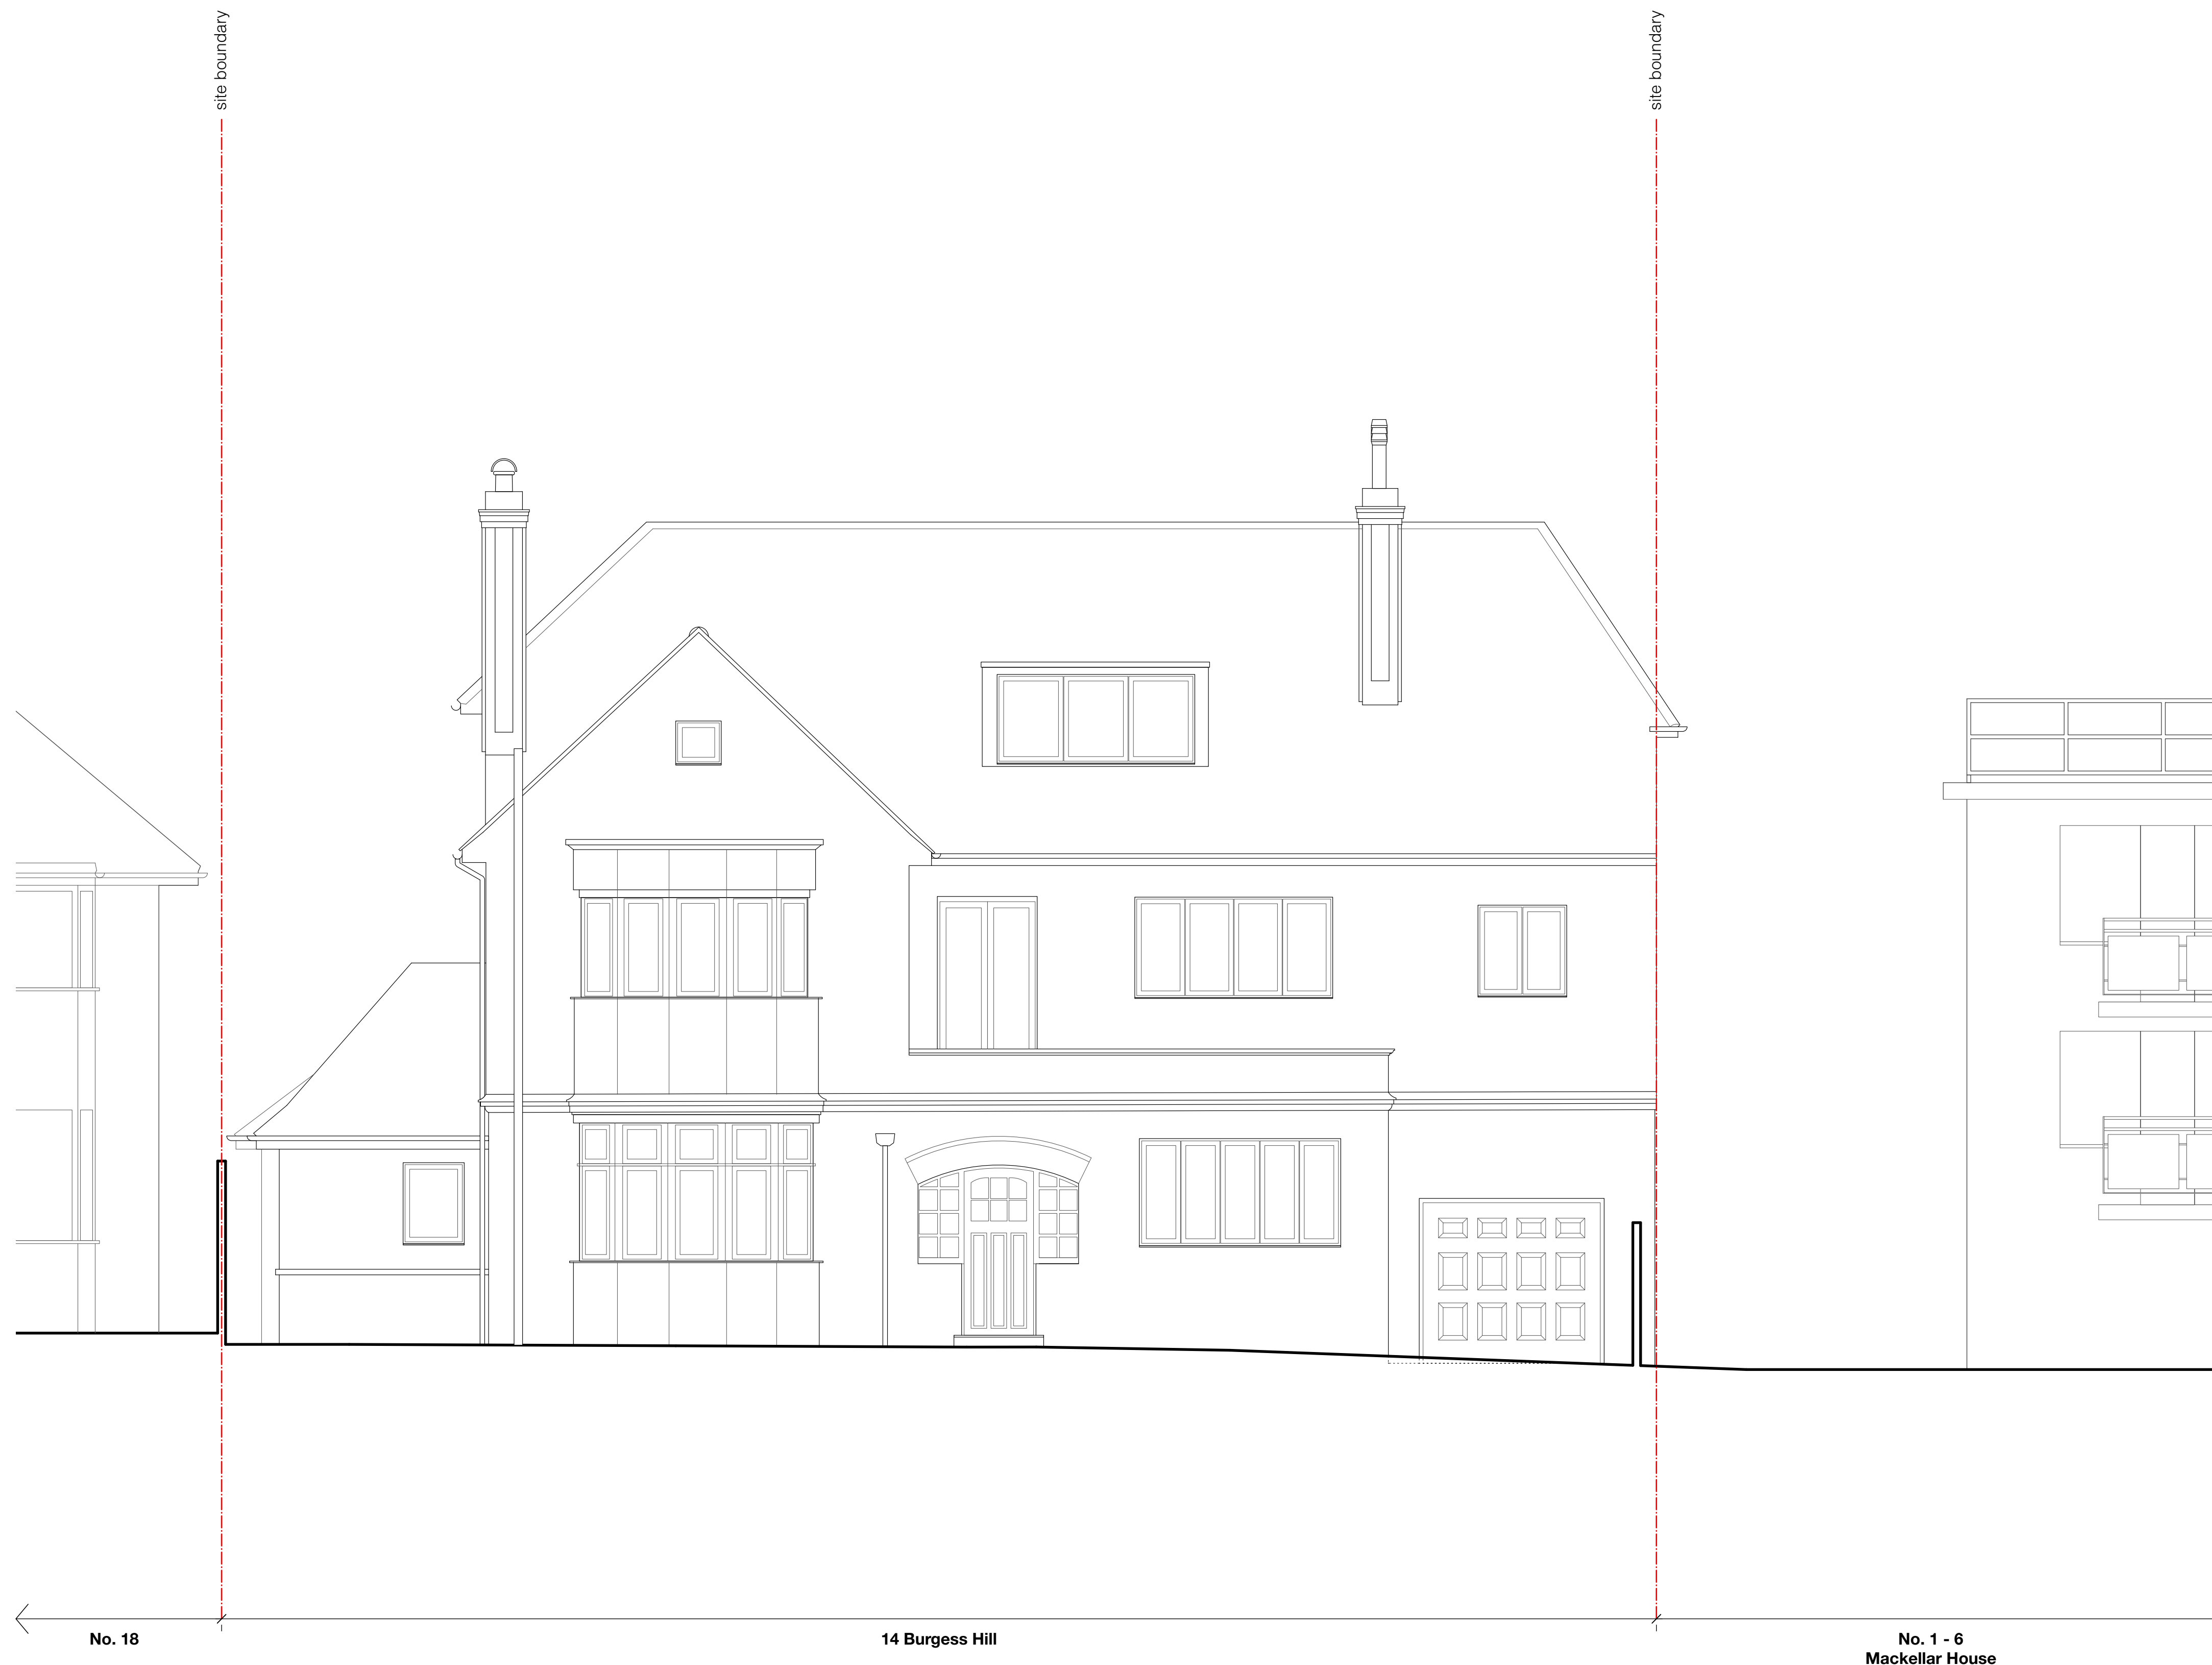 site boundary
site boundary
No. 18
14 Burgess Hill
No. 1 - 6
Mackellar House